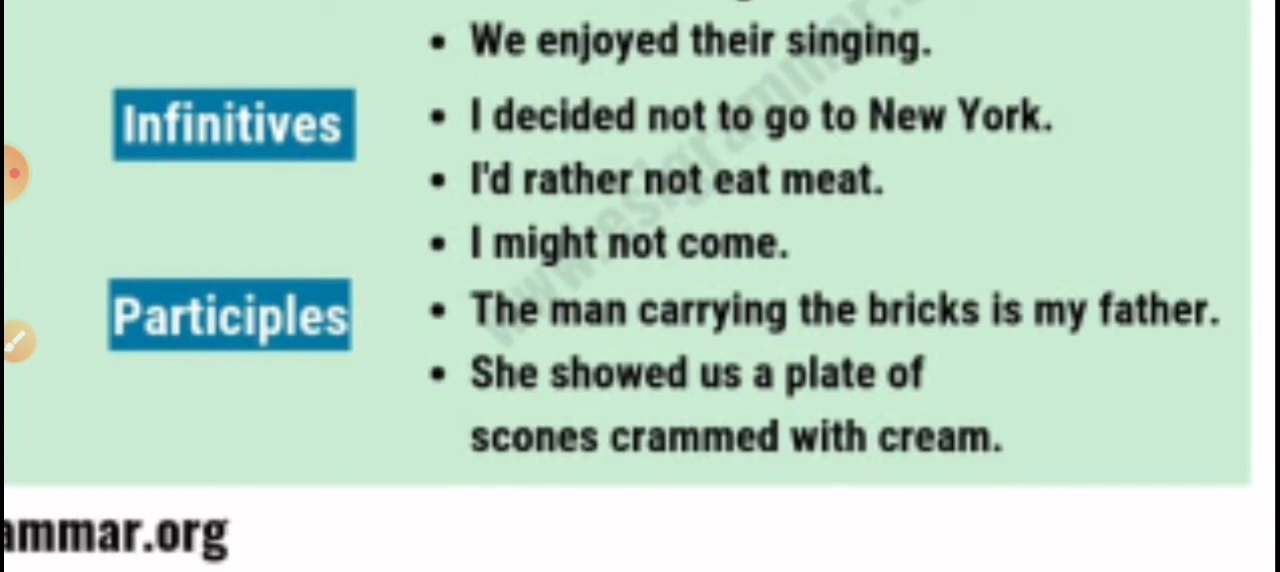 • We enjoyed their singing.
Infinitives
• I decided not to go to New York.
• I'd rather not eat meat.
• I might not come.
Participles
• The man carrying the bricks is my father.
• She showed us a plate of
scones crammed with cream.
ammar.org